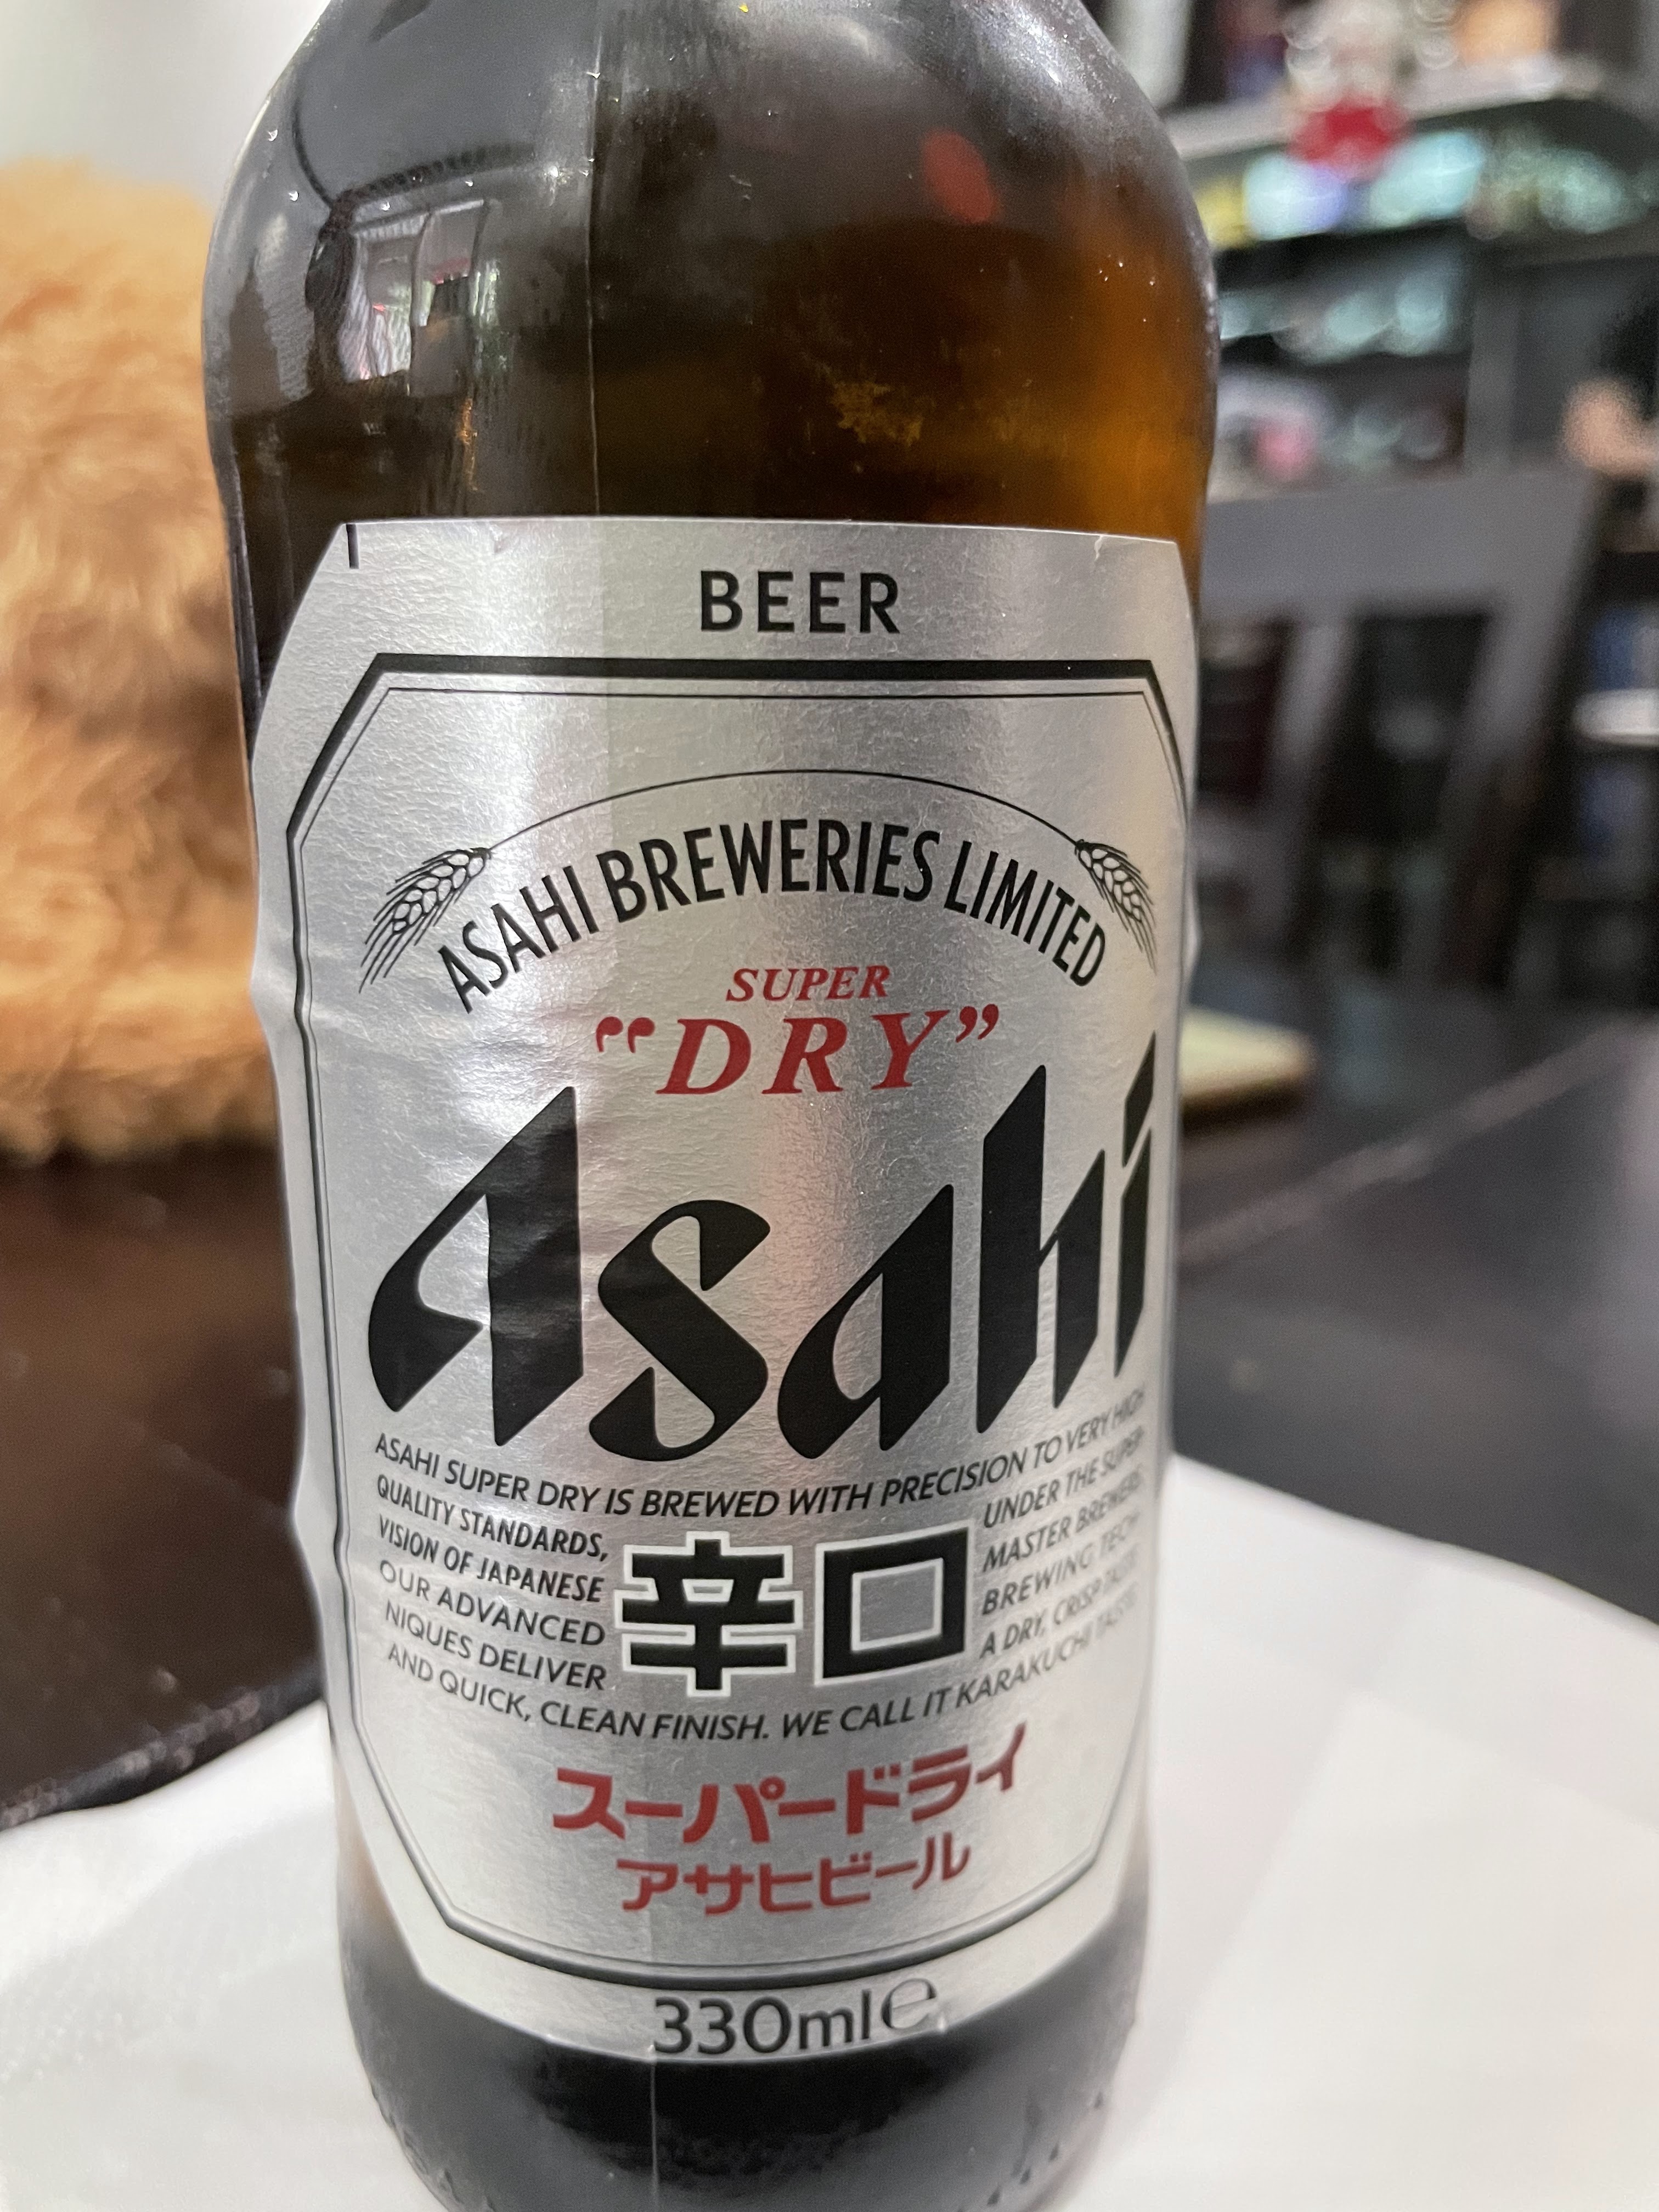 BEER
ASAHI BREWERIES LIMITED
SUPER
“DRY”
Asahi
ASAHI SUPER DRY IS BREWED WITH PRECISION TO VERY HIGH
QUALITY STANDARDS, UNDER THE SUPER-
VISION OF JAPANESE MASTER BREWERS.
OUR ADVANCED BREWING TECH-
NIQUES DELIVER A DRY, CRISP TASTE
AND QUICK, CLEAN FINISH. WE CALL IT KARAKUCHI TASTE.
辛口
スーパードライ
アサヒビール
330ml℮